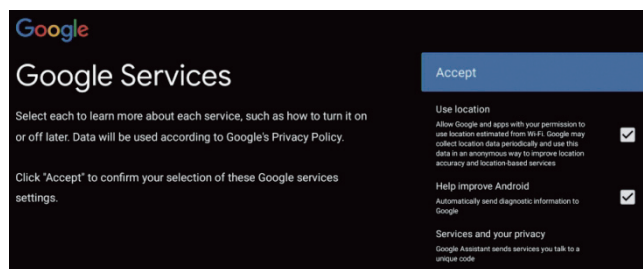 Google
Google Services
Select each to learn more about each service, such as how to turn it on
or off later. Data will be used according to Google's Privacy Policy.
Click "Accept" to confirm your selection of these Google services
settings.
Accept
Use location
Allow Google and apps with your permission to
use location estimated from Wi-Fi. Google may
collect location data periodically and use this
data in an anonymous way to improve location
accuracy and location-based services
Help improve Android
Automatically send diagnostic information to
Google
Services and your privacy
Google Assistant sends services you talk to a
unique code